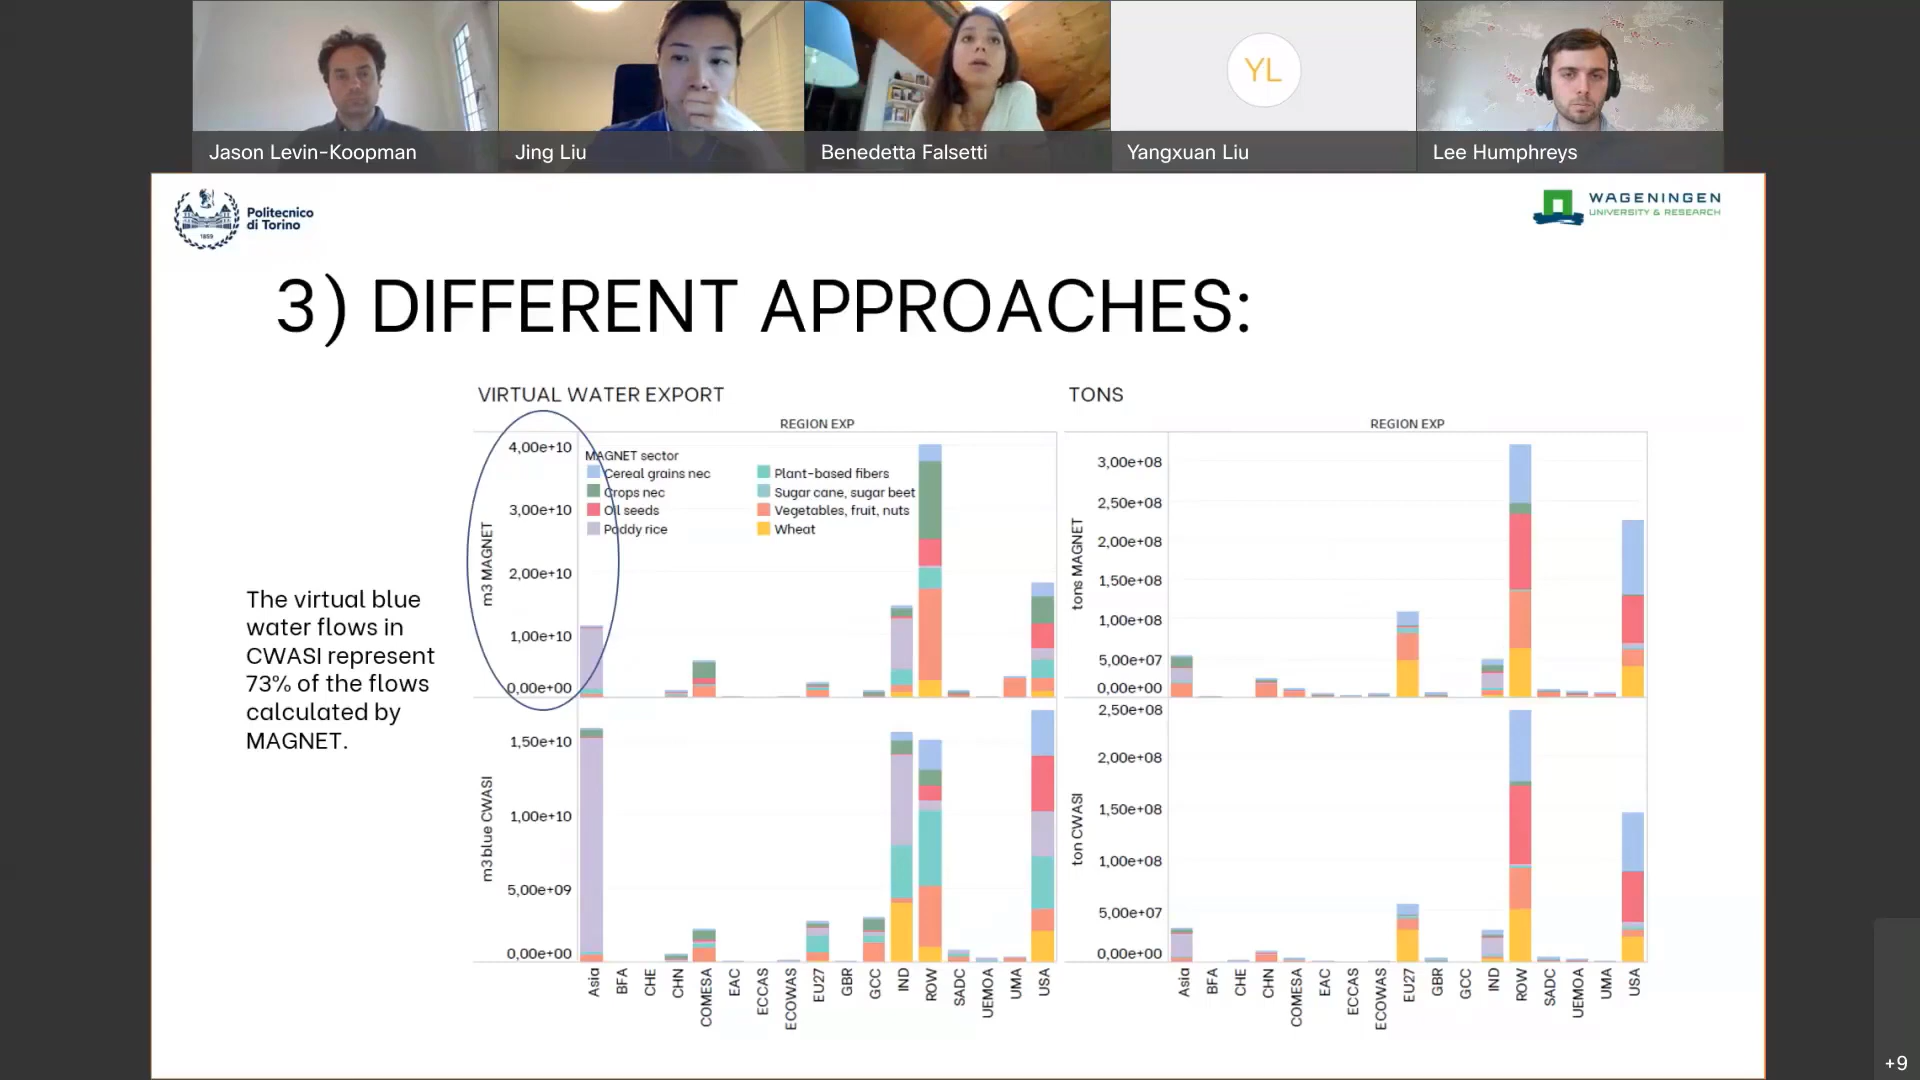 YL
Jason Levin-Koopman
Jing Liu
Benedetta Falsetti
Yangxuan Liu
Lee Humphreys
Politecnico
di Torino
1859
WAGENINGEN
UNIVERSITY & RESEARCH
3) DIFFERENT APPROACHES:
The virtual blue
water flows in
CWASI represent
73% of the flows
calculated by
MAGNET.
VIRTUAL WATER EXPORT
REGION EXP
m3 MAGNET
4,00e+10
3,00e+10
2,00e+10
1,00e+10
0,00e+00
MAGNET sector
Cereal grains nec
Crops nec
Oil seeds
Paddy rice
Plant-based fibers
Sugar cane, sugar beet
Vegetables, fruit, nuts
Wheat
m3 blue CWASI
1,50e+10
1,00e+10
5,00e+09
0,00e+00
Asia
BFA
CHE
CHN
COMESA
EAC
ECCAS
ECOWAS
EU27
GBR
GCC
IND
ROW
SADC
UEMOA
UMA
USA
TONS
REGION EXP
tons MAGNET
3,00e+08
2,50e+08
2,00e+08
1,50e+08
1,00e+08
5,00e+07
0,00e+00
ton CWASI
2,50e+08
2,00e+08
1,50e+08
1,00e+08
5,00e+07
0,00e+00
Asia
BFA
CHE
CHN
COMESA
EAC
ECCAS
ECOWAS
EU27
GBR
GCC
IND
ROW
SADC
UEMOA
UMA
USA
+9